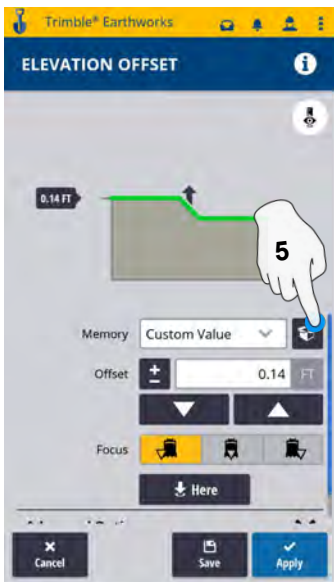 Trimble® Earthworks
ELEVATION OFFSET
0.14 FT
5
Memory Custom Value
Offset 0.14 FT
Focus
Here
Cancel Save Apply